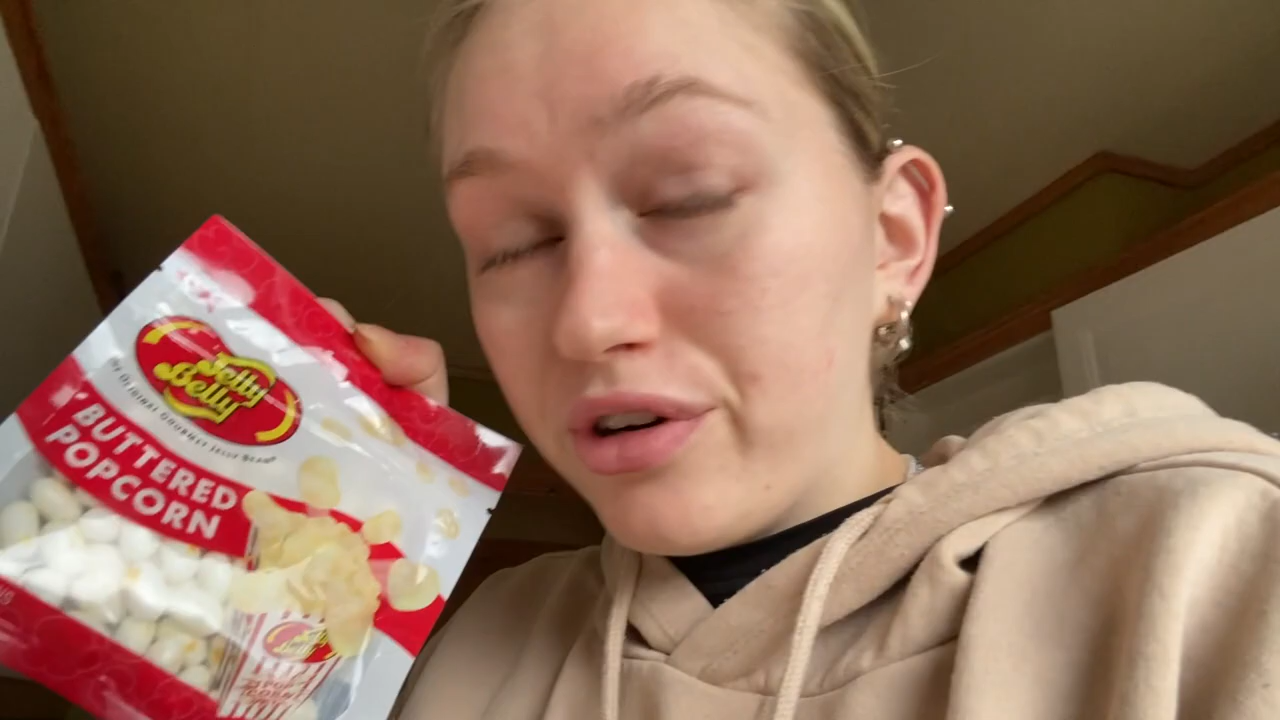 Jelly
Belly
THE ORIGINAL GOURMET JELLY BEAN®
BUTTERED
POPCORN